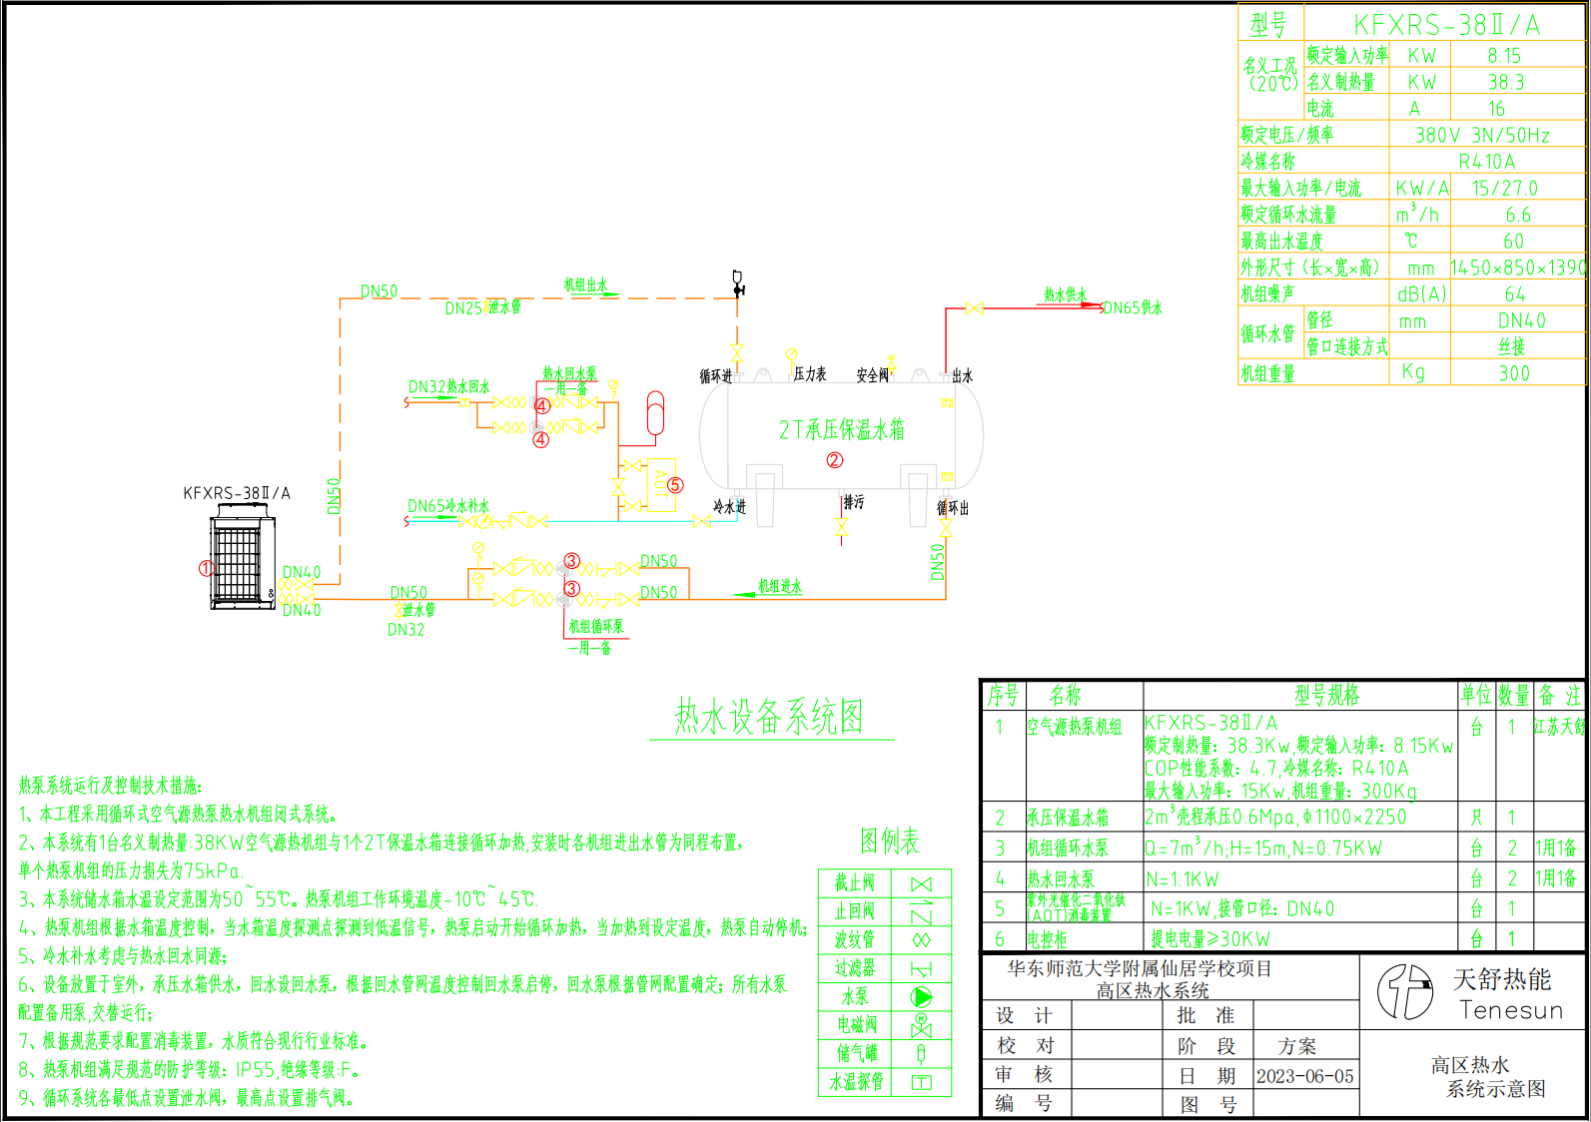 型号 KFXRS-38Ⅱ/A
名义工况(20℃) 额定输入功率 KW 8.15
名义制热量 KW 38.3
电流 A 16
额定电压/频率 380V 3N/50Hz
冷媒名称 R410A
最大输入功率/电流 KW/A 15/27.0
额定循环水流量 m³/h 6.6
最高出水温度 ℃ 60
外形尺寸(长×宽×高) mm 1450×850×1390
机组噪声 dB(A) 64
循环水管 管径 mm DN40
管口连接方式 丝接
机组重量 Kg 300
DN50
机组出水
DN25 泄水管
热水供水
DN65供水
循环进
压力表
安全阀
出水
DN32热水回水
热水回水泵
一用一备
④
④
2T承压保温水箱
②
AOT
⑤
DN50
KFXRS-38Ⅱ/A
DN65冷水补水
冷水进
排污
循环出
①
DN40
DN40
DN50
泄水管
DN32
③
③
DN50
DN50
DN50
机组进水
机组循环泵
一用一备
热水设备系统图
热泵系统运行及控制技术措施:
1、本工程采用循环式空气源热泵热水机组闭式系统。
2、本系统有1台名义制热量:38KW空气源热机组与1个2T保温水箱连接循环加热,安装时各机组进出水管为同程布置,
单个热泵机组的压力损失为75kPa.
3、本系统储水箱水温设定范围为50~55℃。热泵机组工作环境温度-10℃~45℃.
4、热泵机组根据水箱温度控制, 当水箱温度探测点探测到低温信号, 热泵启动开始循环加热, 当加热到设定温度, 热泵自动停机;
5、冷水补水考虑与热水回水同源;
6、设备放置于室外, 承压水箱供水, 回水设回水泵, 根据回水管网温度控制回水泵启停, 回水泵根据管网配置确定; 所有水泵
配置备用泵,交替运行;
7、根据规范要求配置消毒装置, 水质符合现行行业标准。
8、热泵机组满足规范的防护等级: IP55,绝缘等级:F。
9、循环系统各最低点设置泄水阀, 最高点设置排气阀。
图例表
截止阀
止回阀
波纹管
过滤器
水泵
电磁阀
储气罐
水温探管
序号 名称 型号规格 单位 数量 备 注
1 空气源热泵机组 KFXRS-38Ⅱ/A 台 1 江苏天舒
额定制热量: 38.3Kw,额定输入功率: 8.15Kw
COP性能系数: 4.7,冷媒名称: R410A
最大输入功率: 15Kw,机组重量: 300Kg
2 承压保温水箱 2m³壳程承压0.6Mpa,φ1100×2250 只 1
3 机组循环水泵 Q=7m³/h;H=15m,N=0.75KW 台 2 1用1备
4 热水回水泵 N=1.1KW 台 2 1用1备
5 紫外光催化二氧化钛(AOT)消毒装置 N=1KW,接管口径: DN40 台 1
6 电控柜 提电电量≥30KW 台 1
华东师范大学附属仙居学校项目
高区热水系统
天舒热能
Tenesun
设 计 批 准
校 对 阶 段 方案
审 核 日 期 2023-06-05
编 号 图 号
高区热水
系统示意图